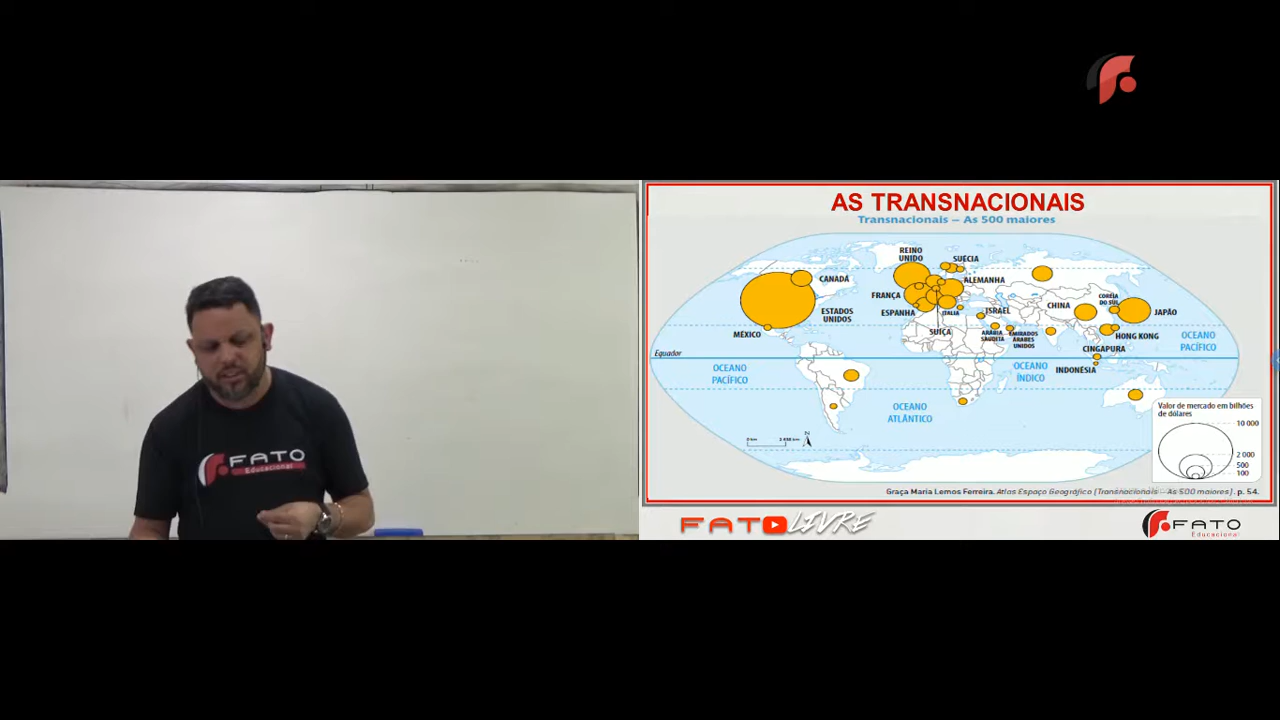 FATO
Educacional
AS TRANSNACIONAIS
Transnacionais – As 500 maiores
REINO
UNIDO
SUÉCIA
CANADÁ
ALEMANHA
FRANÇA
ESTADOS
UNIDOS
ESPANHA
ITÁLIA
ISRAEL
CHINA
COREIA
DO SUL
JAPÃO
MÉXICO
SUÍÇA
ARÁBIA
SAUDITA
EMIRADOS
ÁRABES
UNIDOS
HONG KONG
CINGAPURA
OCEANO
PACÍFICO
Equador
OCEANO
PACÍFICO
OCEANO
ÍNDICO
INDONÉSIA
OCEANO
ATLÂNTICO
N
0 km
Valor de mercado em bilhões
de dólares
10 000
2 000
500
100
Graça Maria Lemos Ferreira. Atlas Espaço Geográfico (Transnacionais – As 500 maiores). p. 54.
FATO LIVRE
FATO
Educacional